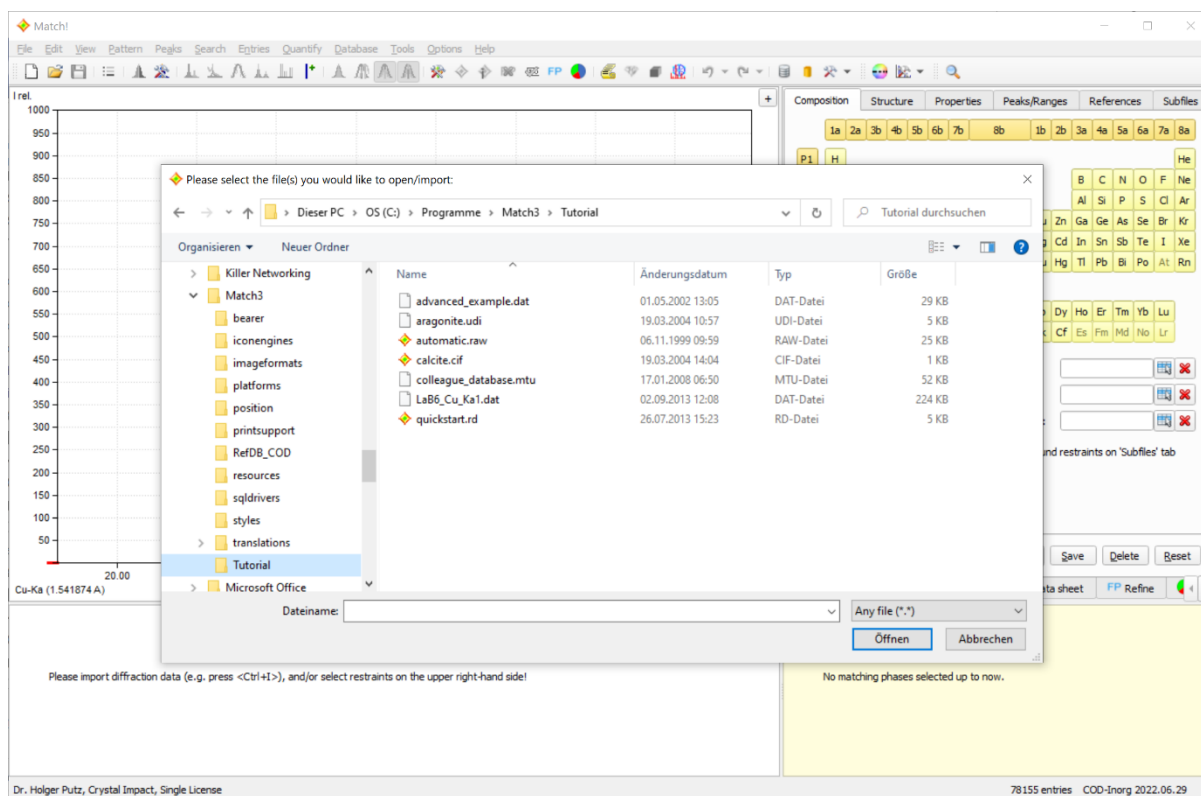 Match!
File Edit View Pattern Peaks Search Entries Quantify Database Tools Options Help
FP
I rel.
Composition Structure Properties Peaks/Ranges References Subfiles
1000
950
900
850
800
750
700
650
600
550
500
450
400
350
300
250
200
150
100
50
20.00
Cu-Ka (1.541874 A)
1a 2a 3b 4b 5b 6b 7b 8b 1b 2b 3a 4a 5a 6a 7a 8a
P1 H He
B C N O F Ne
Al Si P S Cl Ar
Zn Ga Ge As Se Br Kr
Cd In Sn Sb Te I Xe
Hg Tl Pb Bi Po At Rn
Dy Ho Er Tm Yb Lu
Cf Es Fm Md No Lr
und restraints on 'Subfiles' tab
Save Delete Reset
ata sheet FP Refine
Please select the file(s) you would like to open/import:
Dieser PC > OS (C:) > Programme > Match3 > Tutorial
Tutorial durchsuchen
Organisieren Neuer Ordner
Killer Networking
Match3
bearer
iconengines
imageformats
platforms
position
printsupport
RefDB_COD
resources
sqldrivers
styles
translations
Tutorial
Microsoft Office
Name Änderungsdatum Typ Größe
advanced_example.dat 01.05.2002 13:05 DAT-Datei 29 KB
aragonite.udi 19.03.2004 10:57 UDI-Datei 5 KB
automatic.raw 06.11.1999 09:59 RAW-Datei 25 KB
calcite.cif 19.03.2004 14:04 CIF-Datei 1 KB
colleague_database.mtu 17.01.2008 06:50 MTU-Datei 52 KB
LaB6_Cu_Ka1.dat 02.09.2013 12:08 DAT-Datei 224 KB
quickstart.rd 26.07.2013 15:23 RD-Datei 5 KB
Dateiname: Any file (*.*)
Öffnen Abbrechen
Please import diffraction data (e.g. press <Ctrl+I>), and/or select restraints on the upper right-hand side!
No matching phases selected up to now.
Dr. Holger Putz, Crystal Impact, Single License
78155 entries COD-Inorg 2022.06.29